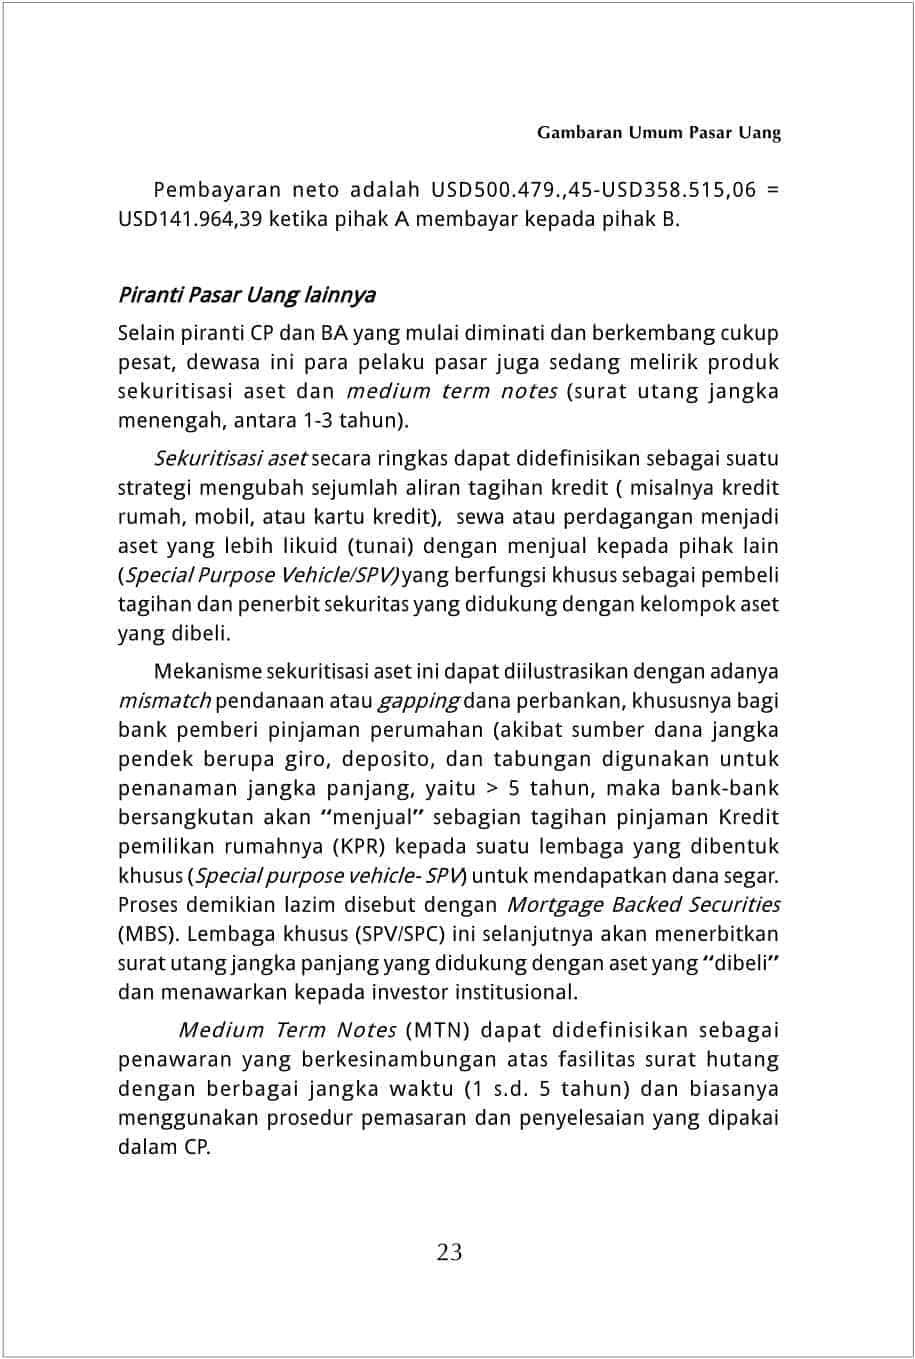 Gambaran Umum Pasar Uang
Pembayaran neto adalah USD500.479.,45-USD358.515,06 =
USD141.964,39 ketika pihak A membayar kepada pihak B.
Piranti Pasar Uang lainnya
Selain piranti CP dan BA yang mulai diminati dan berkembang cukup
pesat, dewasa ini para pelaku pasar juga sedang melirik produk
sekuritisasi aset dan medium term notes (surat utang jangka
menengah, antara 1-3 tahun).
Sekuritisasi aset secara ringkas dapat didefinisikan sebagai suatu
strategi mengubah sejumlah aliran tagihan kredit ( misalnya kredit
rumah, mobil, atau kartu kredit),  sewa atau perdagangan menjadi
aset yang lebih likuid (tunai) dengan menjual kepada pihak lain
(Special Purpose Vehicle/SPV) yang berfungsi khusus sebagai pembeli
tagihan dan penerbit sekuritas yang didukung dengan kelompok aset
yang dibeli.
Mekanisme sekuritisasi aset ini dapat diilustrasikan dengan adanya
mismatch pendanaan atau gapping dana perbankan, khususnya bagi
bank pemberi pinjaman perumahan (akibat sumber dana jangka
pendek berupa giro, deposito, dan tabungan digunakan untuk
penanaman jangka panjang, yaitu > 5 tahun, maka bank-bank
bersangkutan akan “menjual” sebagian tagihan pinjaman Kredit
pemilikan rumahnya (KPR) kepada suatu lembaga yang dibentuk
khusus (Special purpose vehicle- SPV) untuk mendapatkan dana segar.
Proses demikian lazim disebut dengan Mortgage Backed Securities
(MBS). Lembaga khusus (SPV/SPC) ini selanjutnya akan menerbitkan
surat utang jangka panjang yang didukung dengan aset yang “dibeli”
dan menawarkan kepada investor institusional.
Medium Term Notes (MTN) dapat didefinisikan sebagai
penawaran yang berkesinambungan atas fasilitas surat hutang
dengan berbagai jangka waktu (1 s.d. 5 tahun) dan biasanya
menggunakan prosedur pemasaran dan penyelesaian yang dipakai
dalam CP.
23